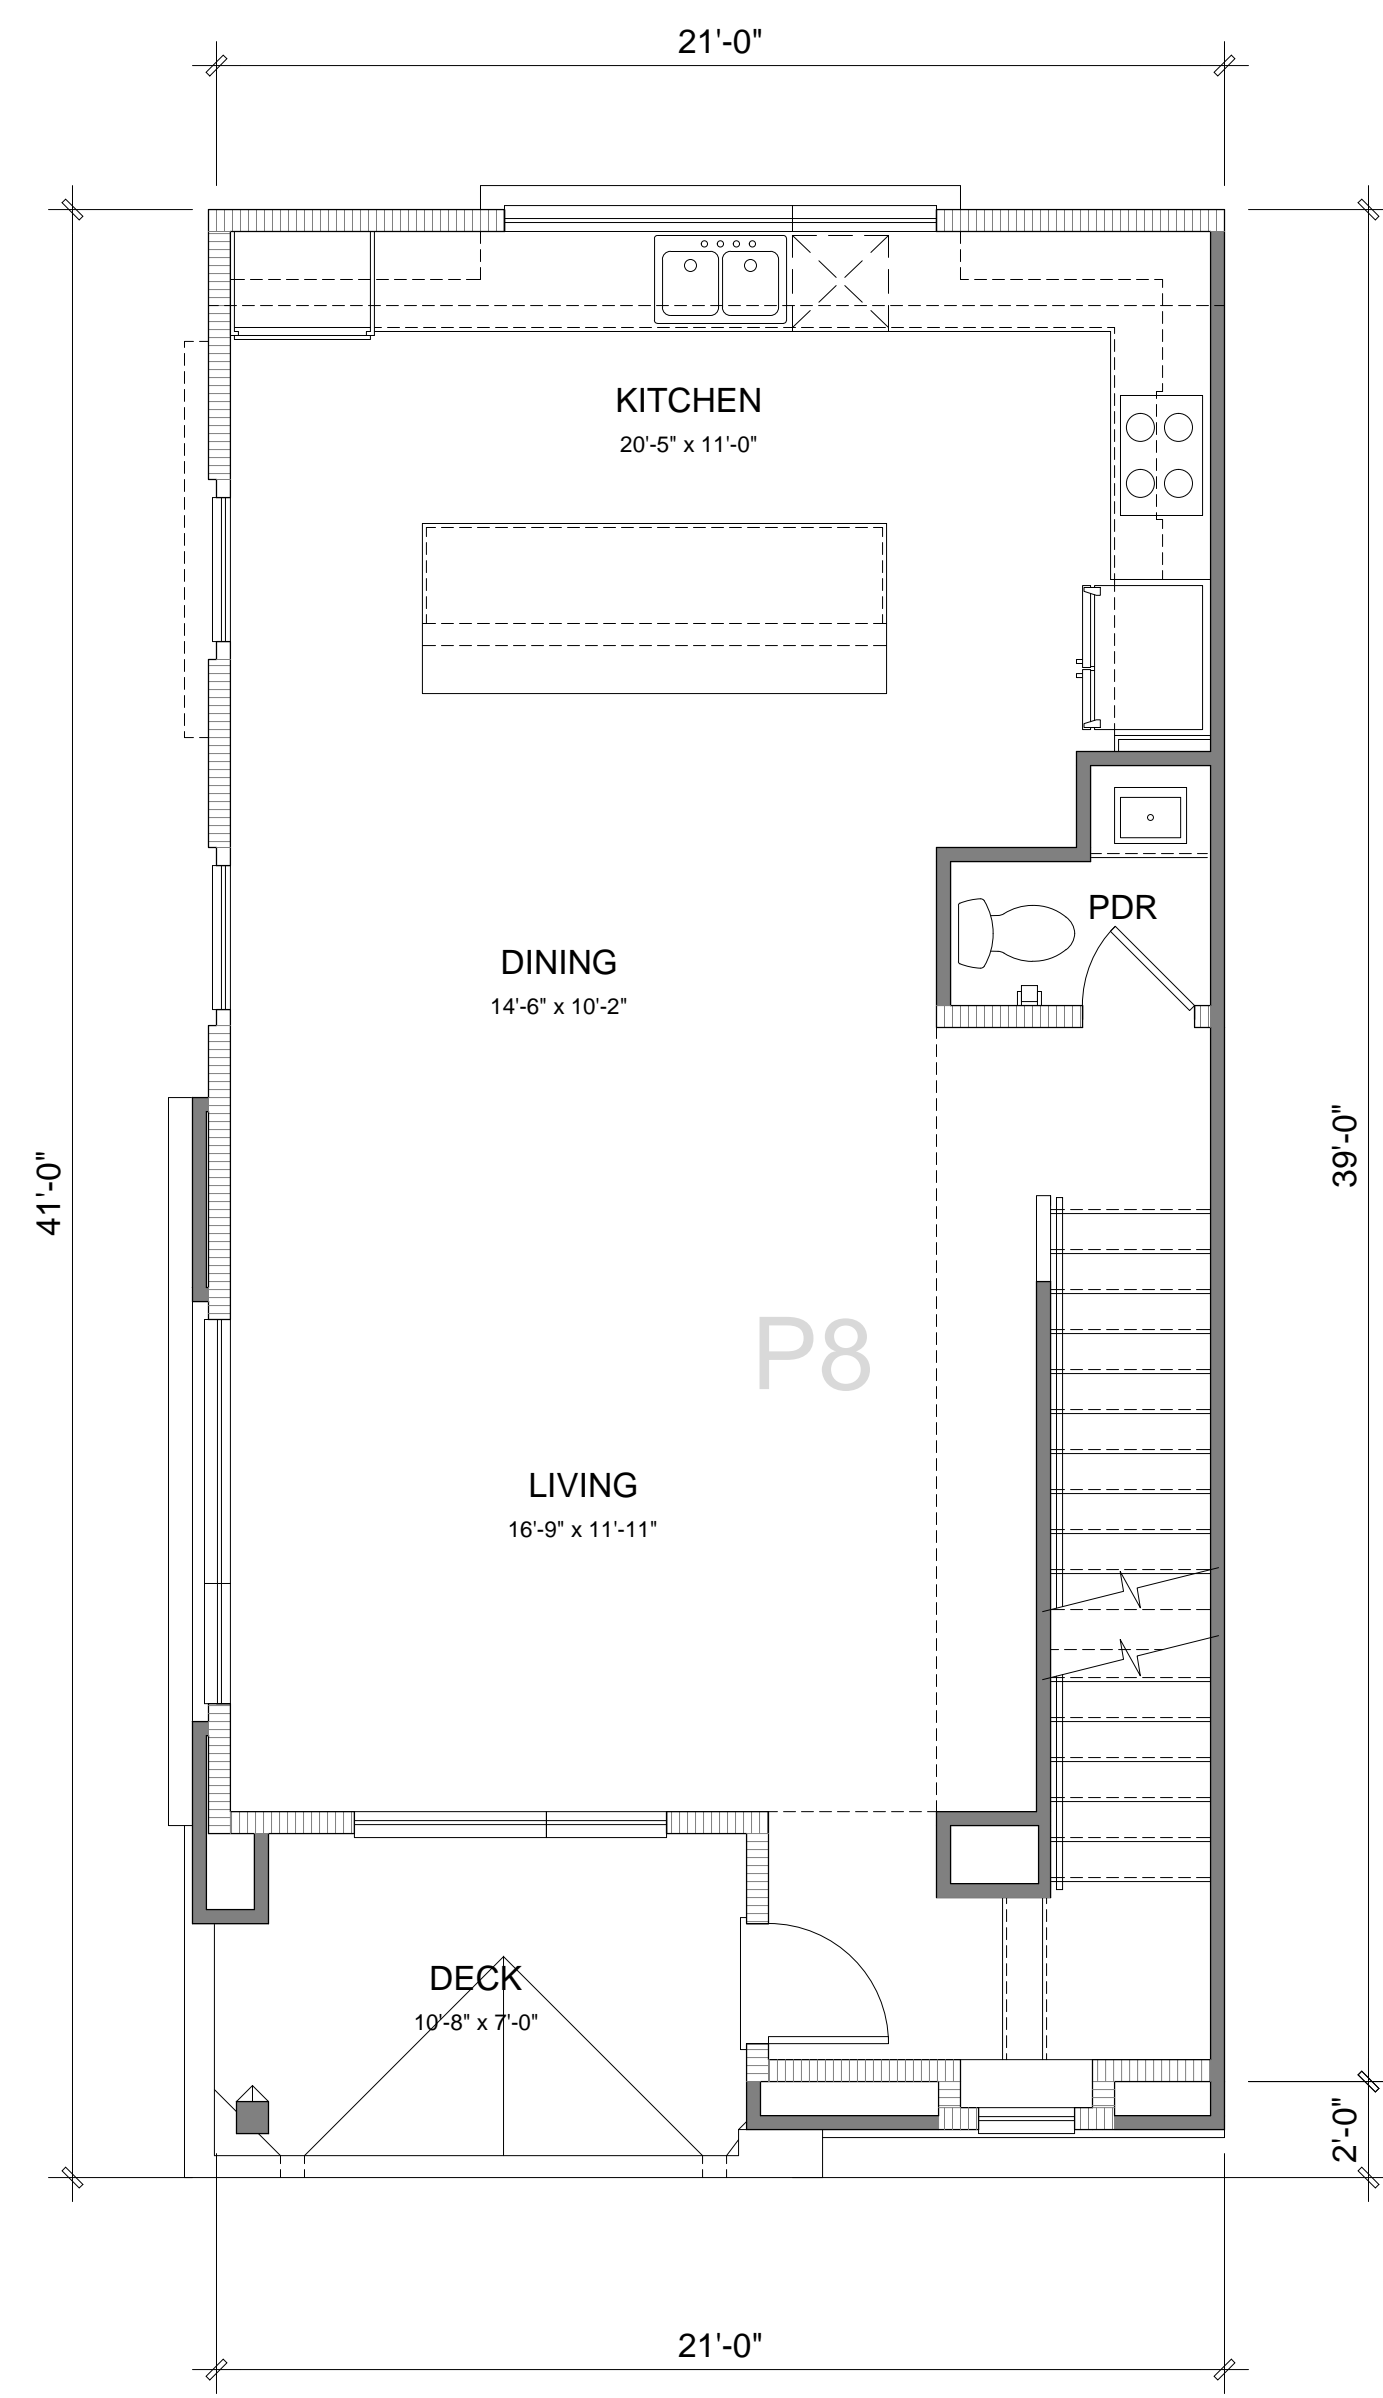 21'-0"
KITCHEN
20'-5" x 11'-0"
PDR
DINING
14'-6" x 10'-2"
41'-0"
39'-0"
P8
LIVING
16'-9" x 11'-11"
DECK
10'-8" x 7'-0"
2'-0"
21'-0"